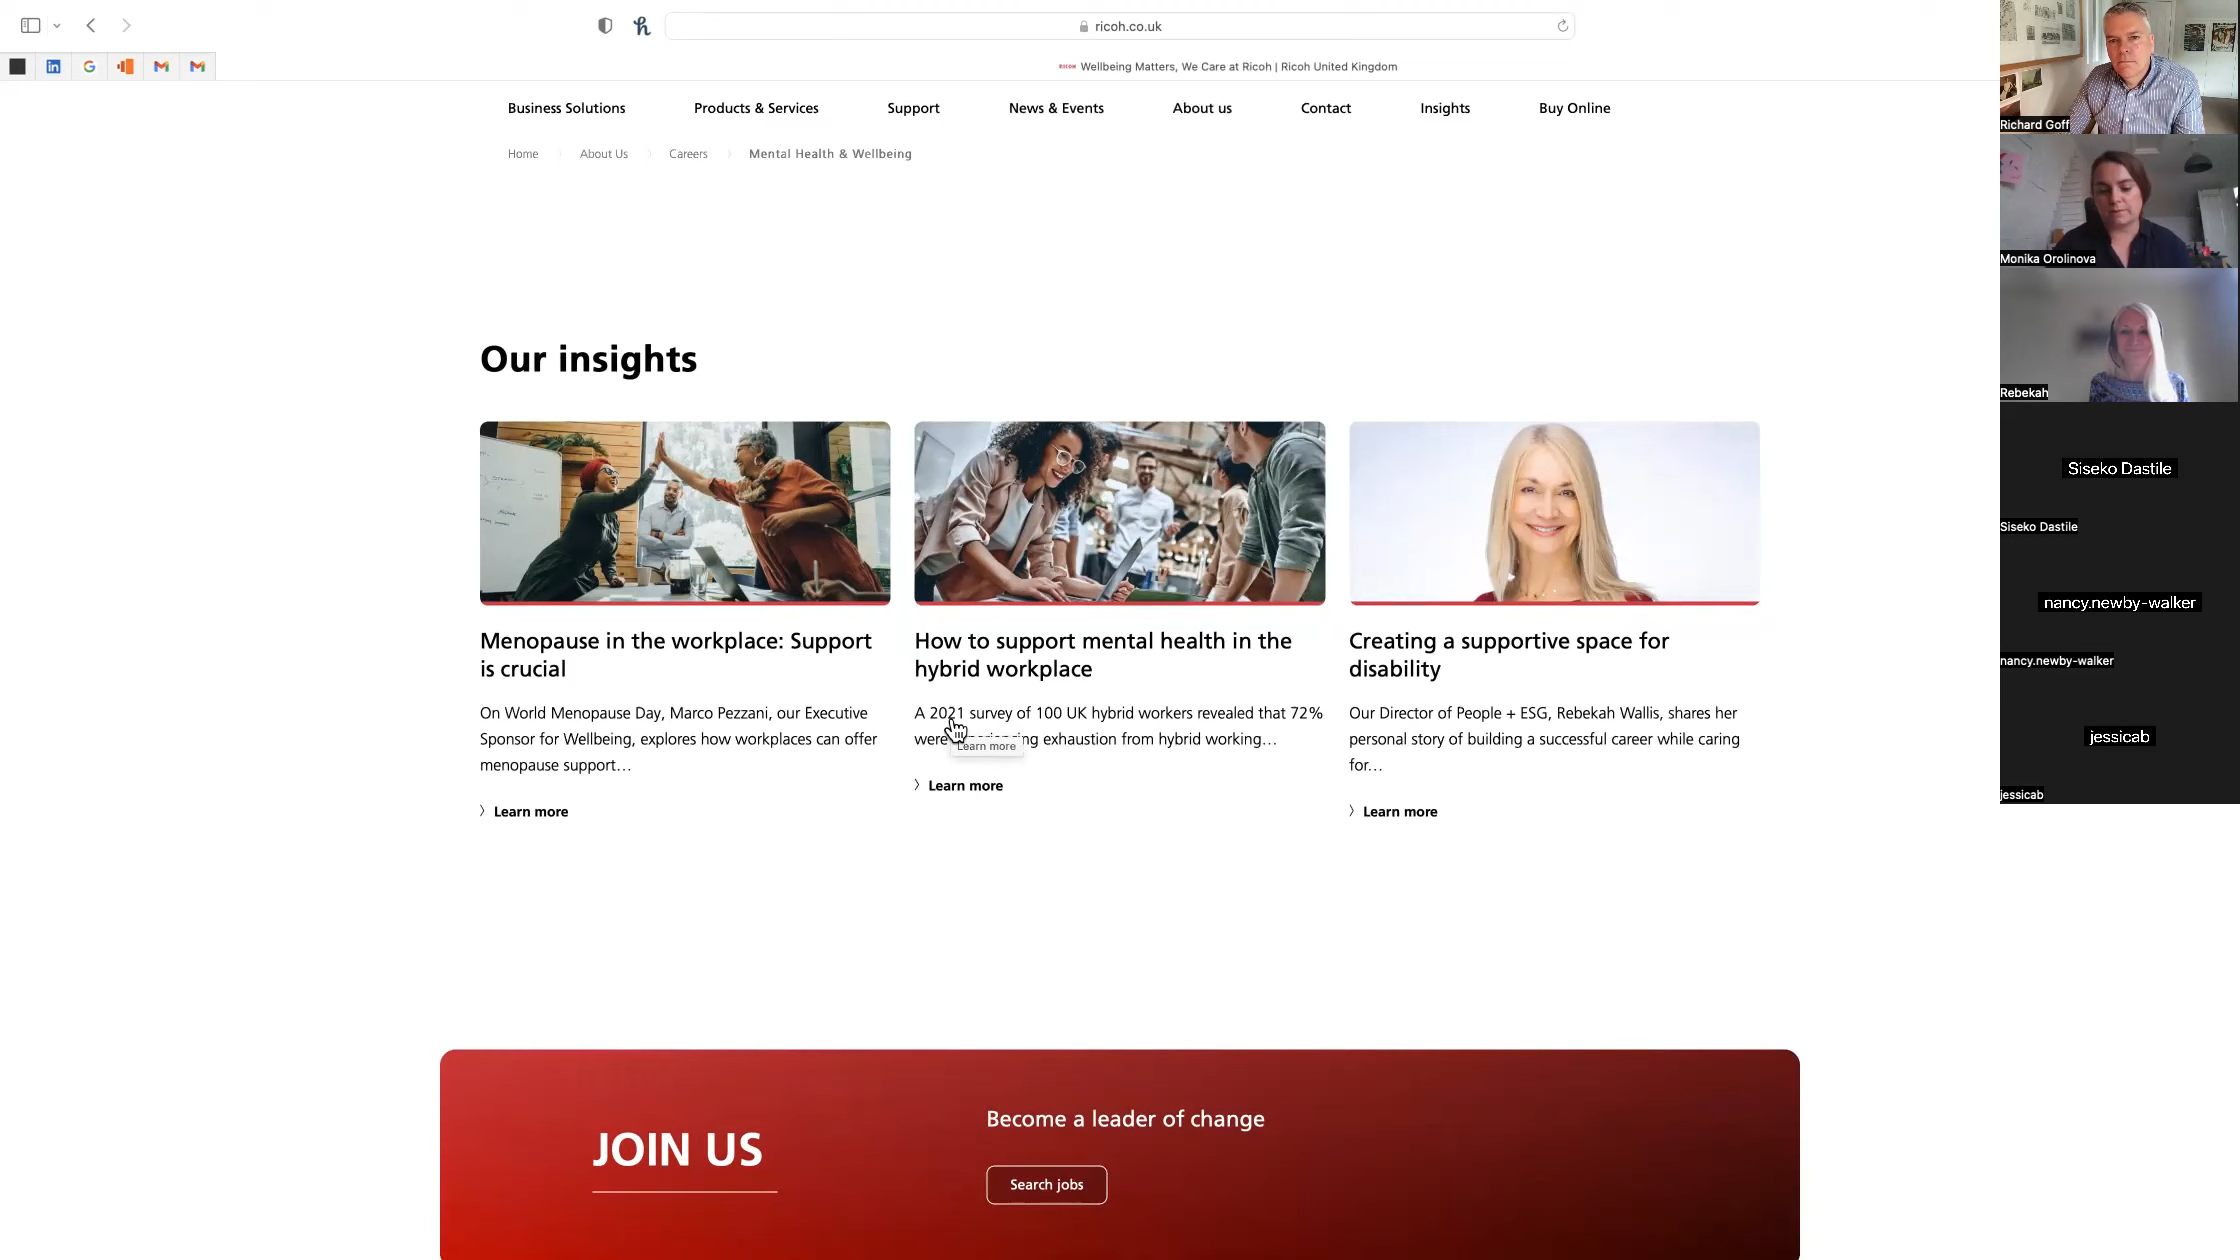 ricoh.co.uk
RICOH Wellbeing Matters, We Care at Ricoh | Ricoh United Kingdom
Business Solutions Products & Services Support News & Events About us Contact Insights Buy Online
Home About Us Careers Mental Health & Wellbeing
Our insights
Menopause in the workplace: Support
is crucial
On World Menopause Day, Marco Pezzani, our Executive
Sponsor for Wellbeing, explores how workplaces can offer
menopause support…
Learn more
How to support mental health in the
hybrid workplace
A 2021 survey of 100 UK hybrid workers revealed that 72%
were experiencing exhaustion from hybrid working…
Learn more
Learn more
Creating a supportive space for
disability
Our Director of People + ESG, Rebekah Wallis, shares her
personal story of building a successful career while caring
for…
Learn more
JOIN US
Become a leader of change
Search jobs
Richard Goff
Monika Orolinova
Rebekah
Siseko Dastile
Siseko Dastile
nancy.newby-walker
nancy.newby-walker
jessicab
jessicab